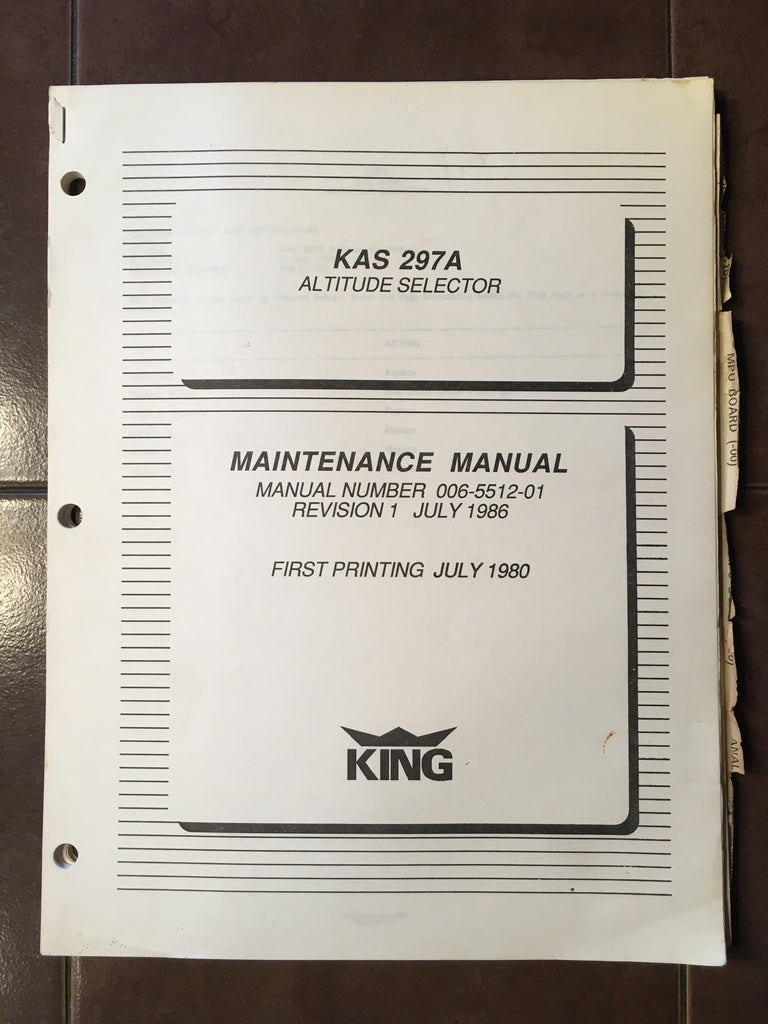 KAS 297A
ALTITUDE SELECTOR
MAINTENANCE MANUAL
MANUAL NUMBER 006-5512-01
REVISION 1 JULY 1986
FIRST PRINTING JULY 1980
KING
MPU BOARD (-00)
ANAL